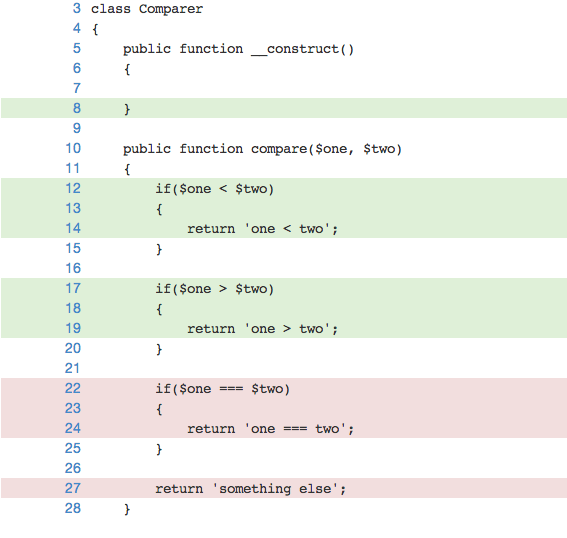 3 class Comparer
4 {
5     public function __construct()
6     {
7
8     }
9
10     public function compare($one, $two)
11     {
12         if($one < $two)
13         {
14             return 'one < two';
15         }
16
17         if($one > $two)
18         {
19             return 'one > two';
20         }
21
22         if($one === $two)
23         {
24             return 'one === two';
25         }
26
27         return 'something else';
28     }